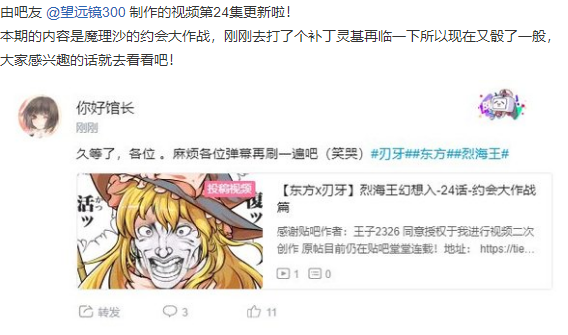 由吧友 @望远镜300 制作的视频第24集更新啦！
本期的内容是魔理沙的约会大作战，刚刚去打了个补丁灵基再临一下所以现在又毅了一般，
大家感兴趣的话就去看看吧！
你好馆长
刚刚
久等了，各位 。麻烦各位弹幕再刷一遍吧（笑哭）#刃牙##东方##烈海王#
投稿视频
活ッ
【东方x刃牙】烈海王幻想入-24话-约会大作战
篇
感谢贴吧作者：王子2326 同意授权于我进行视频二次
创作 原帖目前仍在贴吧堂堂连载！地址： https://tie...
1 0
转发 3 11